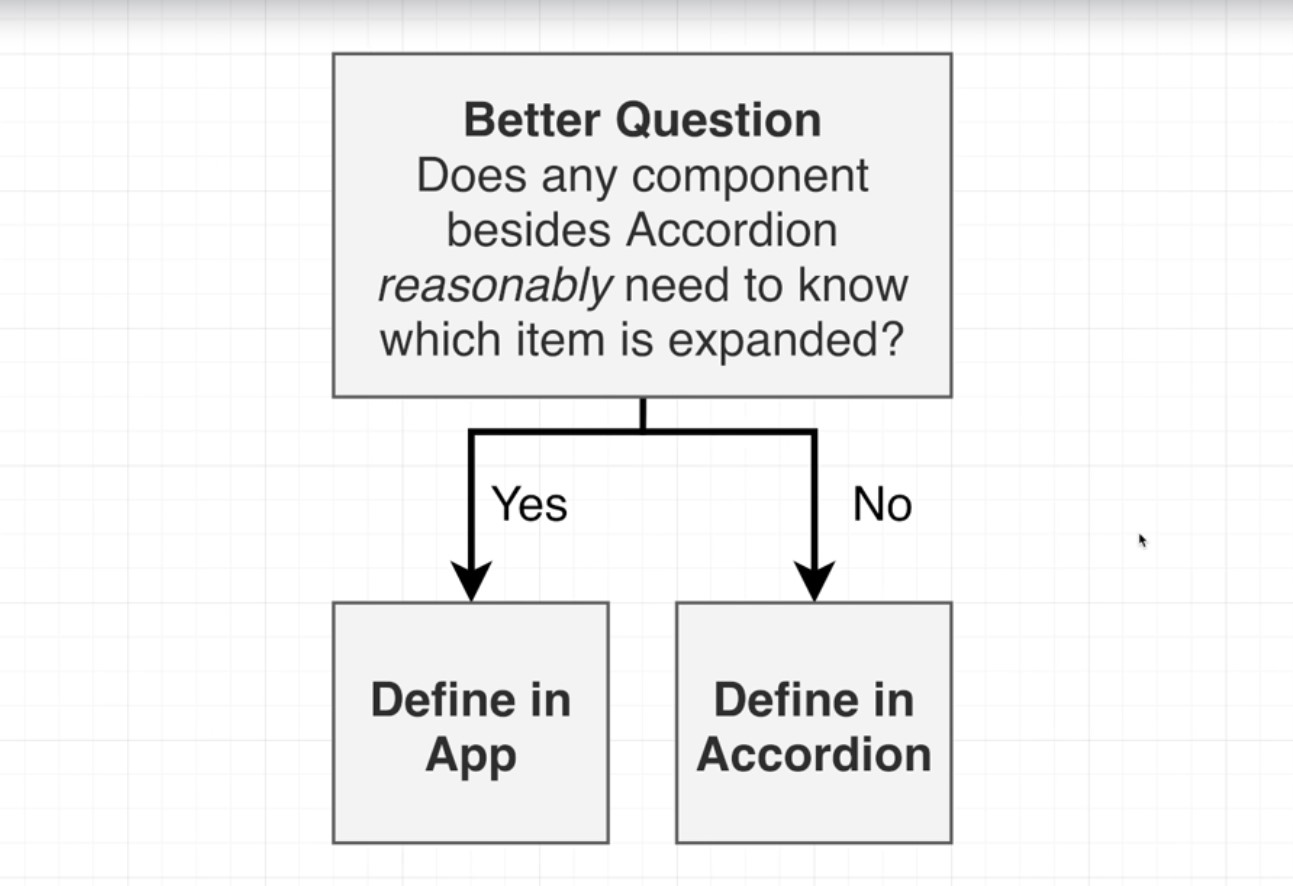 Better Question
Does any component
besides Accordion
reasonably need to know
which item is expanded?
Yes
No
Define in
App
Define in
Accordion